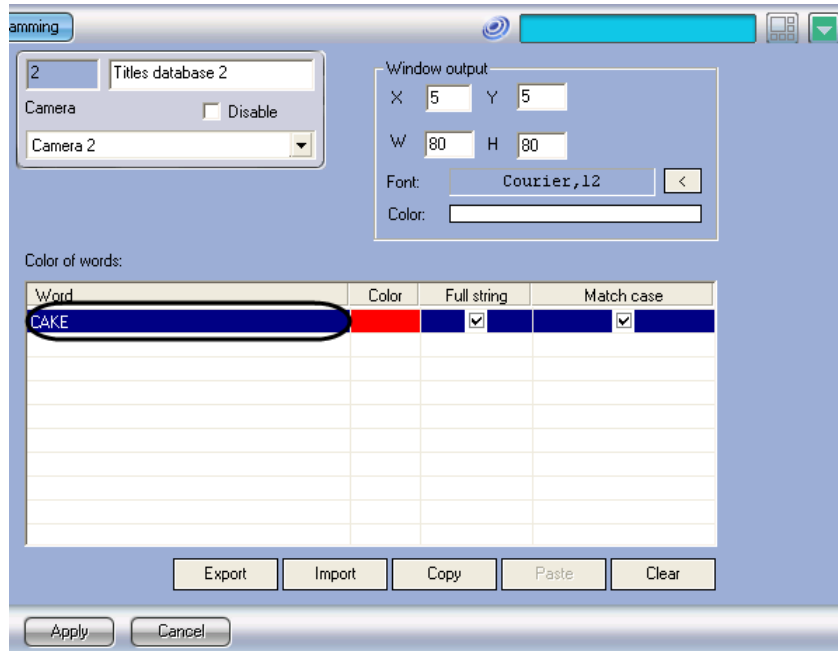 amming
2 Titles database 2
Camera Disable
Camera 2
Window output
X 5 Y 5
W 80 H 80
Font: Courier,12 <
Color:
Color of words:
Word Color Full string Match case
CAKE
Export Import Copy Paste Clear
Apply Cancel